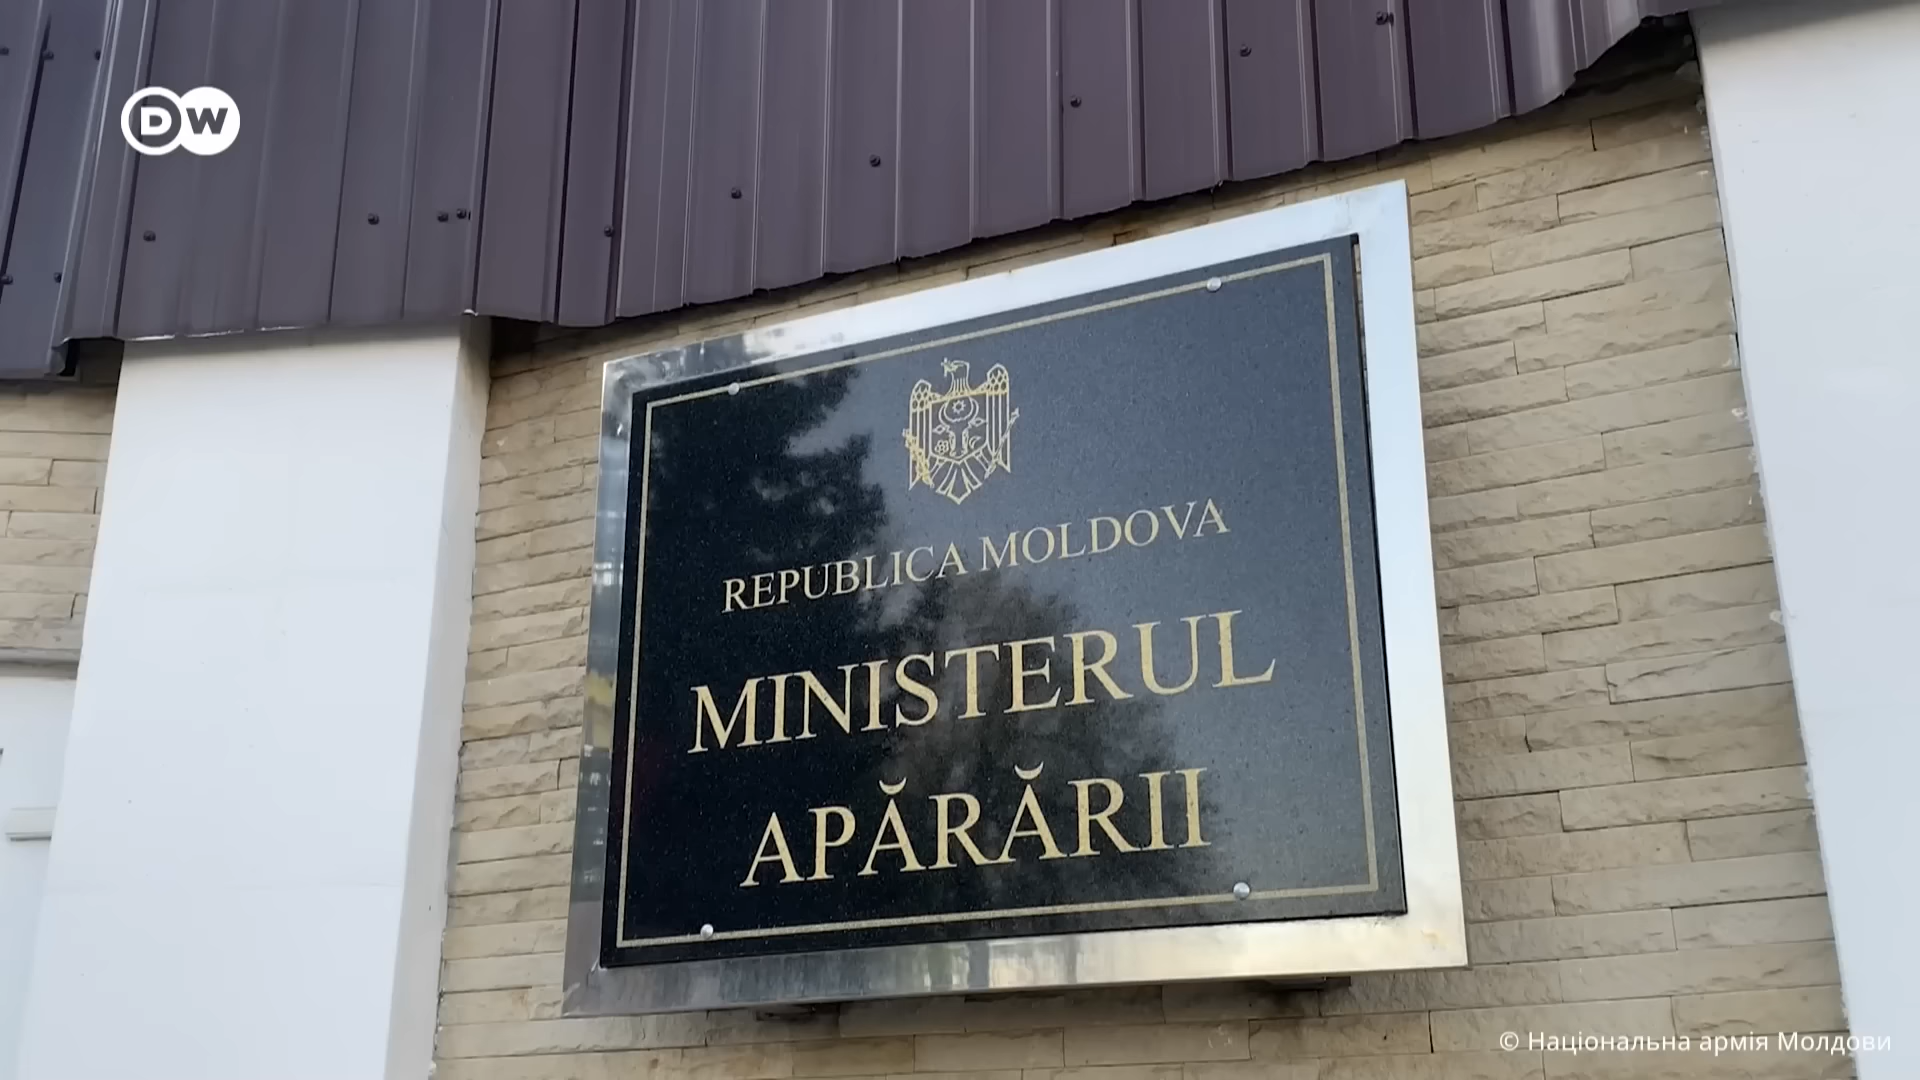 DW
REPUBLICA MOLDOVA
MINISTERUL
APĂRĂRII
© Національна армія Молдови